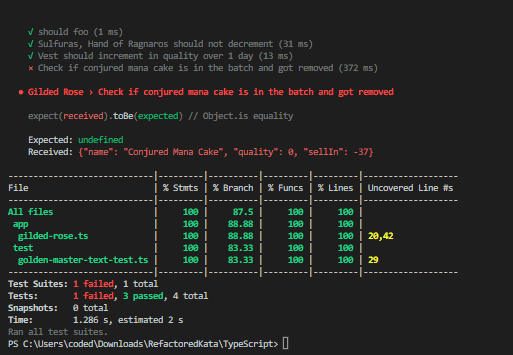 √ should foo (1 ms)
√ Sulfuras, Hand of Ragnaros should not decrement (31 ms)
√ Vest should increment in quality over 1 day (13 ms)
× Check if conjured mana cake is in the batch and got removed (372 ms)
● Gilded Rose › Check if conjured mana cake is in the batch and got removed
expect(received).toBe(expected) // Object.is equality
Expected: undefined
Received: {"name": "Conjured Mana Cake", "quality": 0, "sellIn": -37}
----------------------------|---------|----------|---------|---------|-------------------
File | % Stmts | % Branch | % Funcs | % Lines | Uncovered Line #s
----------------------------|---------|----------|---------|---------|-------------------
All files | 100 | 87.5 | 100 | 100 |
app | 100 | 88.88 | 100 | 100 |
gilded-rose.ts | 100 | 88.88 | 100 | 100 | 20,42
test | 100 | 83.33 | 100 | 100 |
golden-master-text-test.ts | 100 | 83.33 | 100 | 100 | 29
----------------------------|---------|----------|---------|---------|-------------------
Test Suites: 1 failed, 1 total
Tests: 1 failed, 3 passed, 4 total
Snapshots: 0 total
Time: 1.286 s, estimated 2 s
Ran all test suites.
PS C:\Users\coded\Downloads\RefactoredKata\TypeScript>